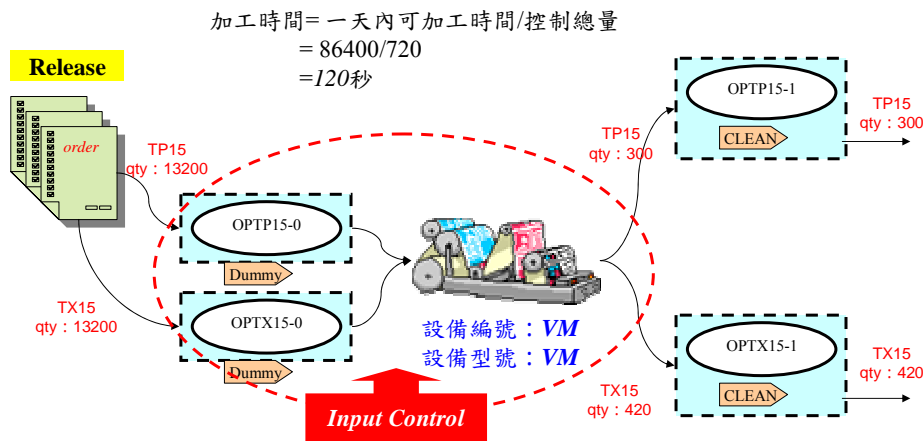 加工時間= 一天內可加工時間/控制總量
= 86400/720
=120秒
Release
order
TP15
qty：13200
TX15
qty：13200
OPTP15-0
Dummy
OPTX15-0
Dummy
設備編號：VM
設備型號：VM
Input Control
TP15
qty：300
TX15
qty：420
OPTP15-1
CLEAN
TP15
qty：300
OPTX15-1
CLEAN
TX15
qty：420